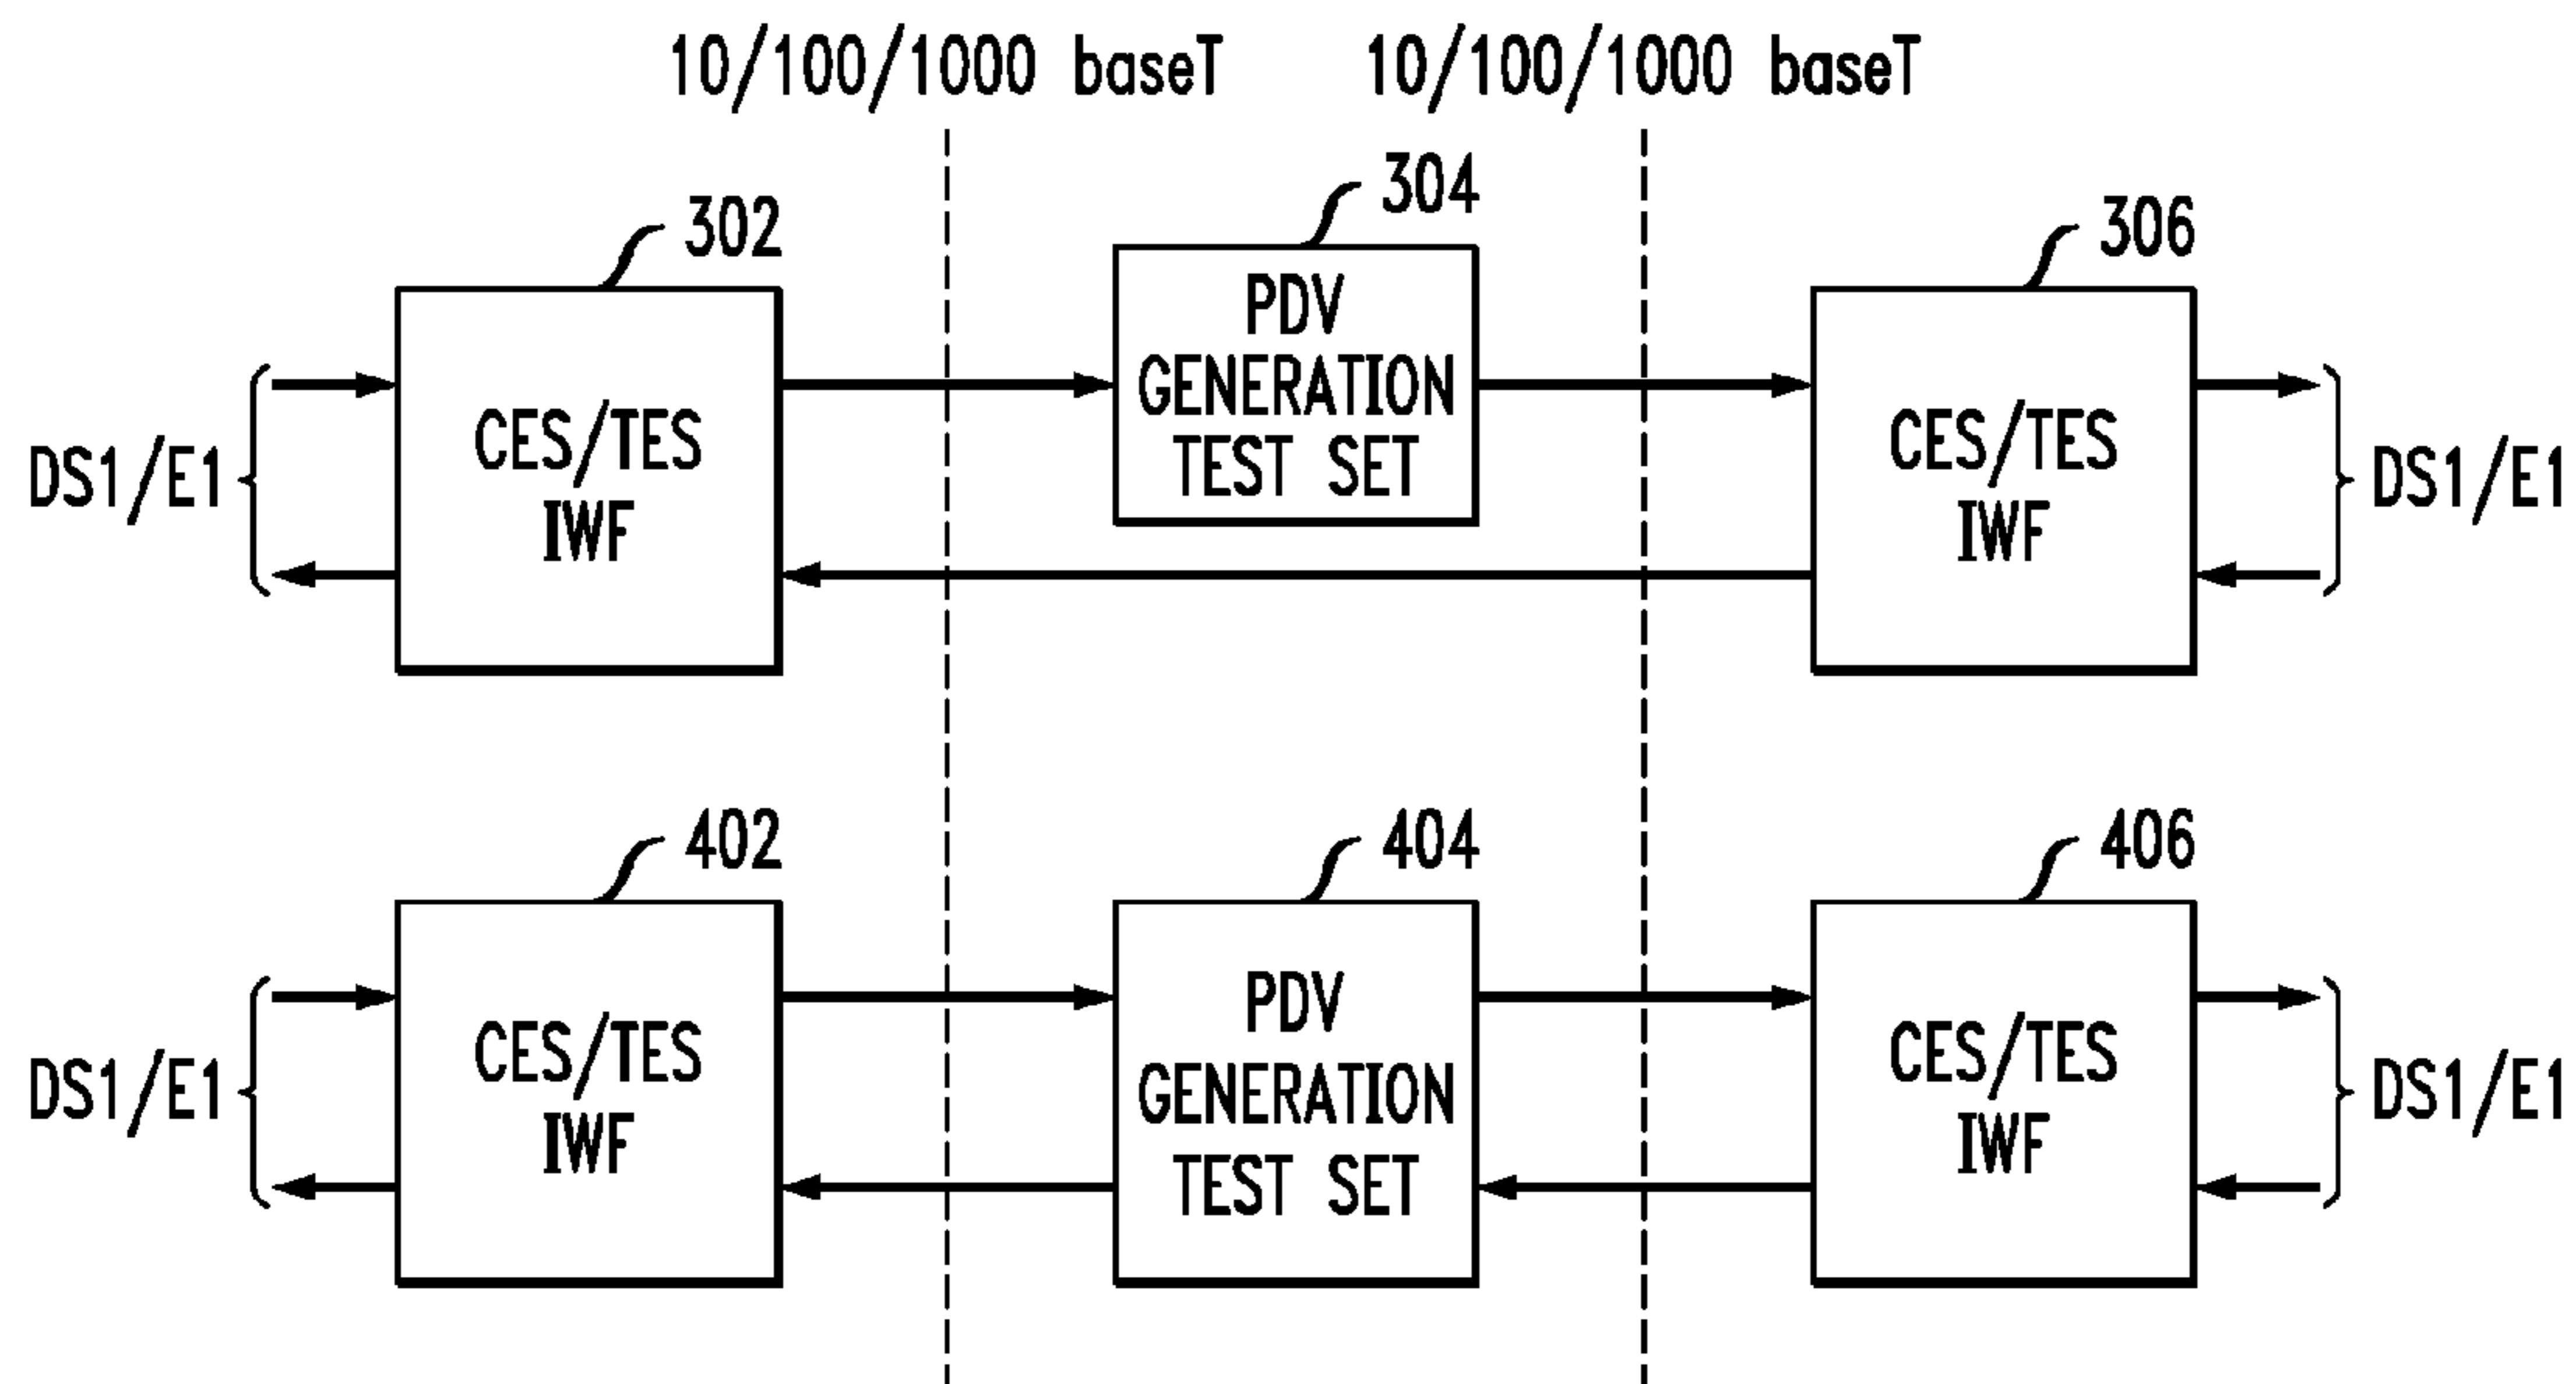 10/100/1000 baseT
10/100/1000 baseT
302
304
306
DS1/E1
CES/TES
IWF
PDV
GENERATION
TEST SET
CES/TES
IWF
DS1/E1
402
404
406
DS1/E1
CES/TES
IWF
PDV
GENERATION
TEST SET
CES/TES
IWF
DS1/E1